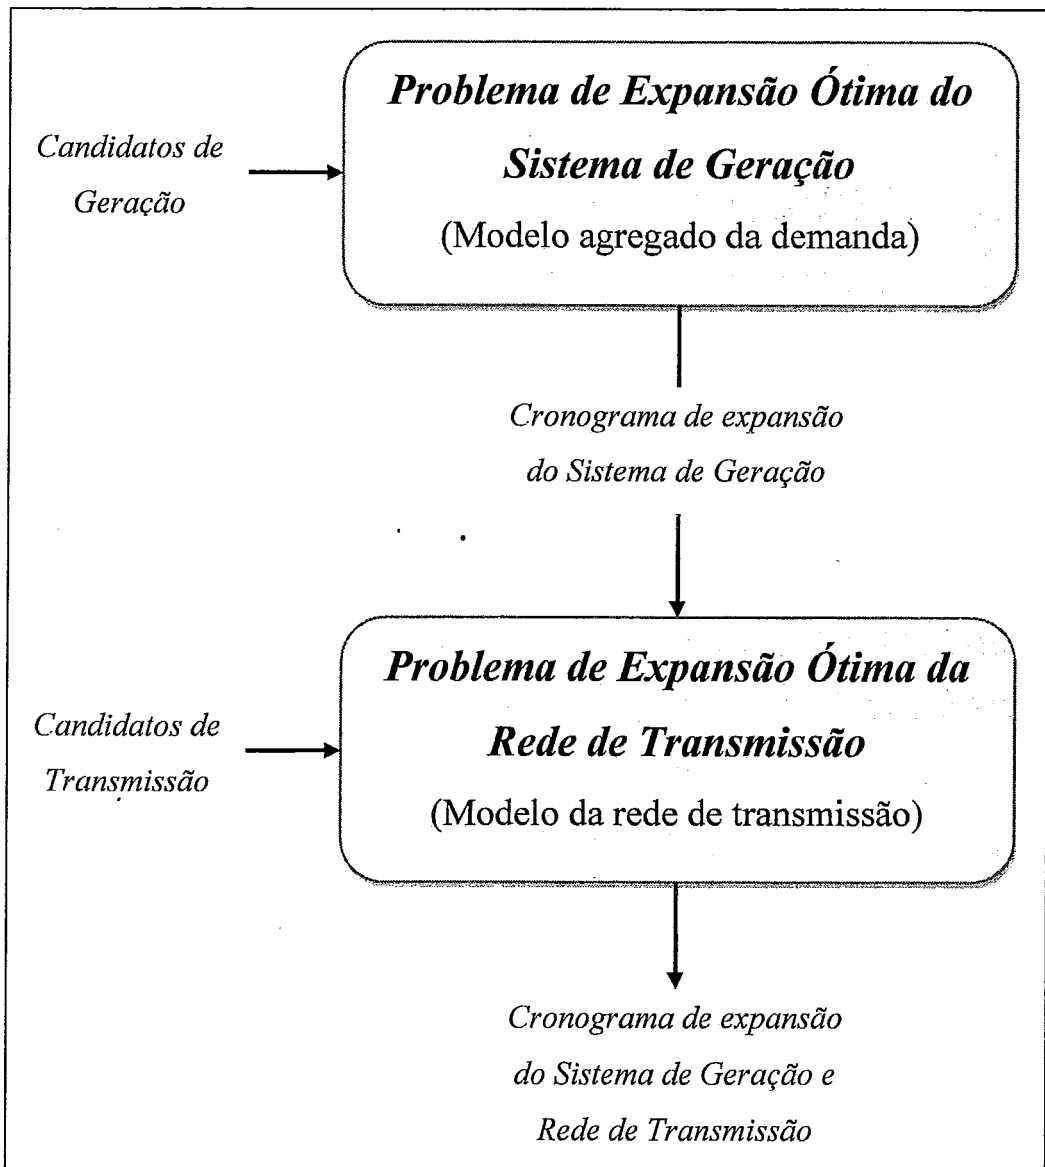 Problema de Expansão Ótima do
Sistema de Geração
(Modelo agregado da demanda)
Candidatos de
Geração
Cronograma de expansão
do Sistema de Geração
Problema de Expansão Ótima da
Rede de Transmissão
(Modelo da rede de transmissão)
Candidatos de
Transmissão
Cronograma de expansão
do Sistema de Geração e
Rede de Transmissão